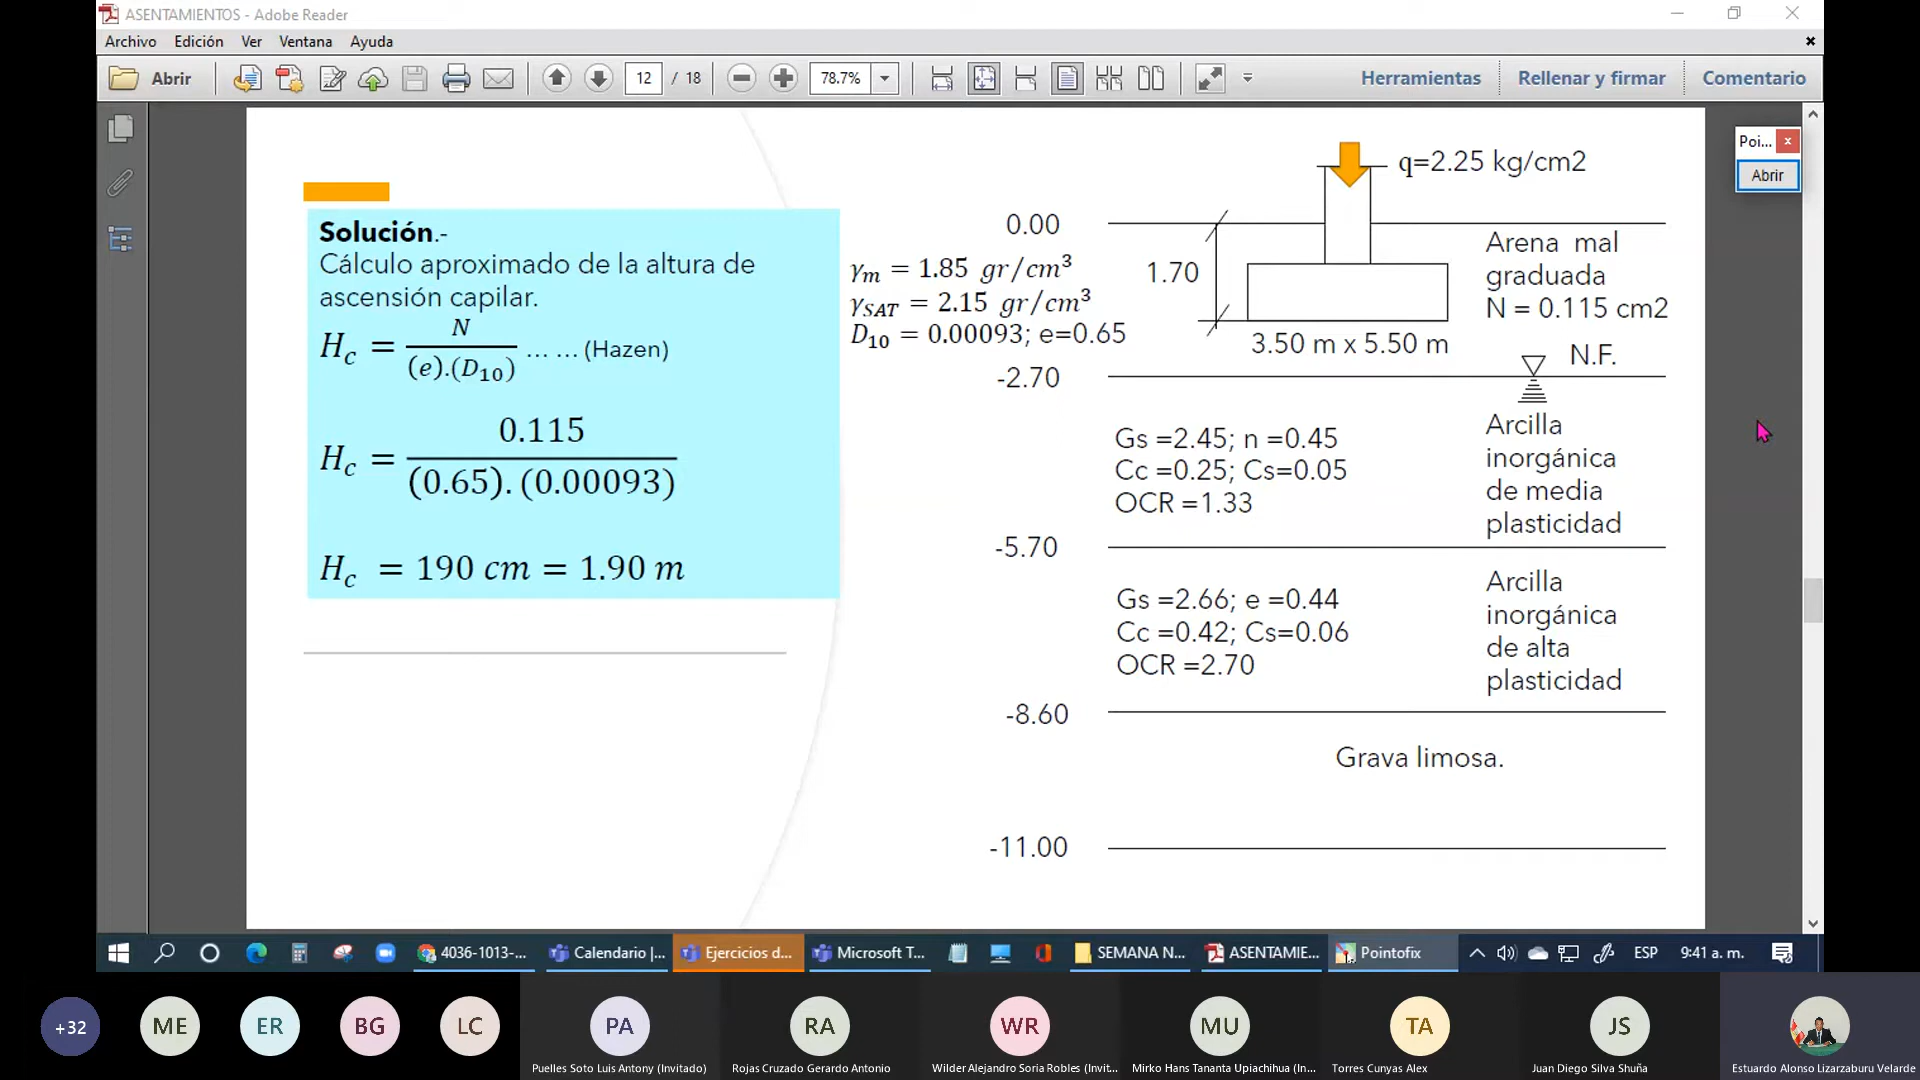 ASENTAMIENTOS - Adobe Reader
Archivo Edición Ver Ventana Ayuda
Abrir 12 / 18 78.7% Herramientas Rellenar y firmar Comentario
Poi...
Abrir
Solución.-
Cálculo aproximado de la altura de
ascensión capilar.
H_c = N / (e).(D_10) ... ... (Hazen)
H_c = 0.115 / (0.65).(0.00093)
H_c = 190 cm = 1.90 m
q=2.25 kg/cm2
0.00
γ_m = 1.85 gr/cm³
γ_SAT = 2.15 gr/cm³
D_10 = 0.00093; e=0.65
1.70
3.50 m x 5.50 m
Arena mal
graduada
N = 0.115 cm2
N.F.
-2.70
Gs =2.45; n =0.45
Cc =0.25; Cs=0.05
OCR =1.33
Arcilla
inorgánica
de media
plasticidad
-5.70
Gs =2.66; e =0.44
Cc =0.42; Cs=0.06
OCR =2.70
Arcilla
inorgánica
de alta
plasticidad
-8.60
Grava limosa.
-11.00
4036-1013-... Calendario |... Ejercicios d... Microsoft T... SEMANA N... ASENTAMIE... Pointofix ESP 9:41 a. m.
+32 ME ER BG LC PA RA WR MU TA JS
Puelles Soto Luis Antony (Invitado) Rojas Cruzado Gerardo Antonio Wilder Alejandro Soria Robles (Invit... Mirko Hans Tananta Upiachihua (In... Torres Cunyas Alex Juan Diego Silva Shuña Estuardo Alonso Lizarzaburu Velarde